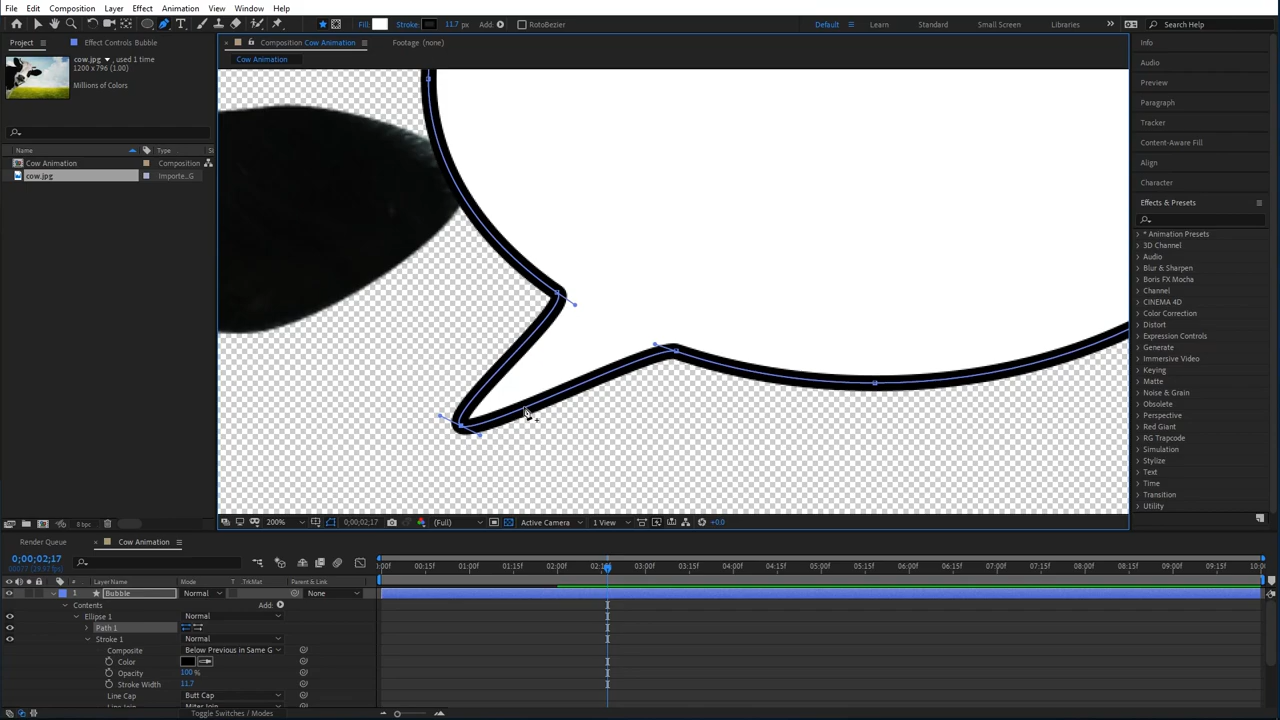 File Edit Composition Layer Effect Animation View Window Help
Fill: Stroke: 11.7 px Add: RotoBezier Default Learn Standard Small Screen Libraries Search Help
Project Effect Controls Bubble
cow.jpg , used 1 time
1200 x 796 (1.00)
Millions of Colors
Name Type
Cow Animation Composition
cow.jpg Importe...G
8 bpc
Composition Cow Animation Footage (none)
Cow Animation
200% 0;00;02;17 (Full) Active Camera 1 View +0.0
Info
Audio
Preview
Paragraph
Tracker
Content-Aware Fill
Align
Character
Effects & Presets
* Animation Presets
3D Channel
Audio
Blur & Sharpen
Boris FX Mocha
Channel
CINEMA 4D
Color Correction
Distort
Expression Controls
Generate
Immersive Video
Keying
Matte
Noise & Grain
Obsolete
Perspective
Red Giant
RG Trapcode
Simulation
Stylize
Text
Time
Transition
Utility
Render Queue Cow Animation
0;00;02;17
00077 (29.97 fps)
# Layer Name Mode T TrkMat Parent & Link
1 Bubble Normal None
Contents Add:
Ellipse 1 Normal
Path 1
Stroke 1 Normal
Composite Below Previous in Same G
Color
Opacity 100 %
Stroke Width 11.7
Line Cap Butt Cap
Line Join Miter Join
Toggle Switches / Modes
00:15f 01:00f 01:15f 02:00f 03:00f 03:15f 04:00f 04:15f 05:00f 05:15f 06:00f 06:15f 07:00f 07:15f 08:00f 08:15f 09:00f 09:15f